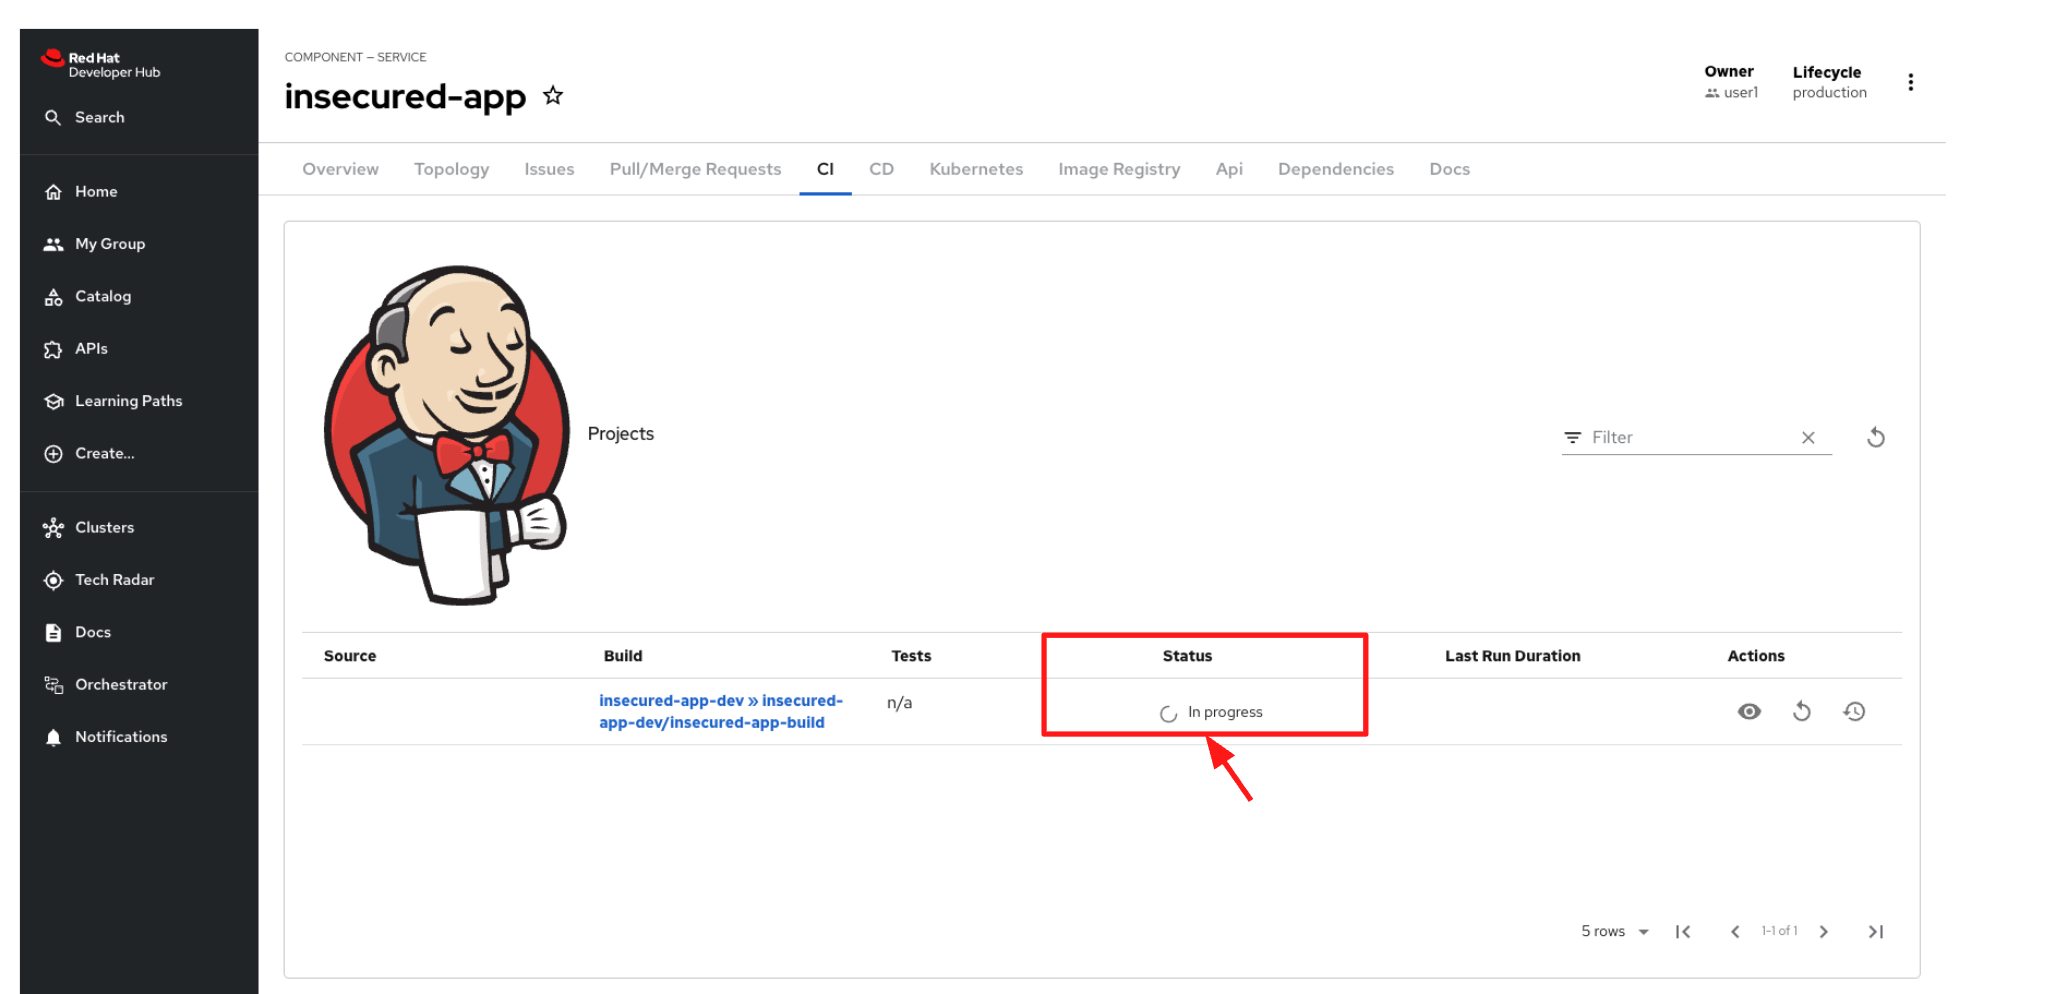 Red Hat
Developer Hub
Search
Home
My Group
Catalog
APIs
Learning Paths
Create...
Clusters
Tech Radar
Docs
Orchestrator
Notifications
COMPONENT – SERVICE
insecured-app
Owner
user1
Lifecycle
production
Overview Topology Issues Pull/Merge Requests CI CD Kubernetes Image Registry Api Dependencies Docs
Projects
Filter
Source Build Tests Status Last Run Duration Actions
insecured-app-dev » insecured-
app-dev/insecured-app-build
n/a
In progress
5 rows 1-1 of 1